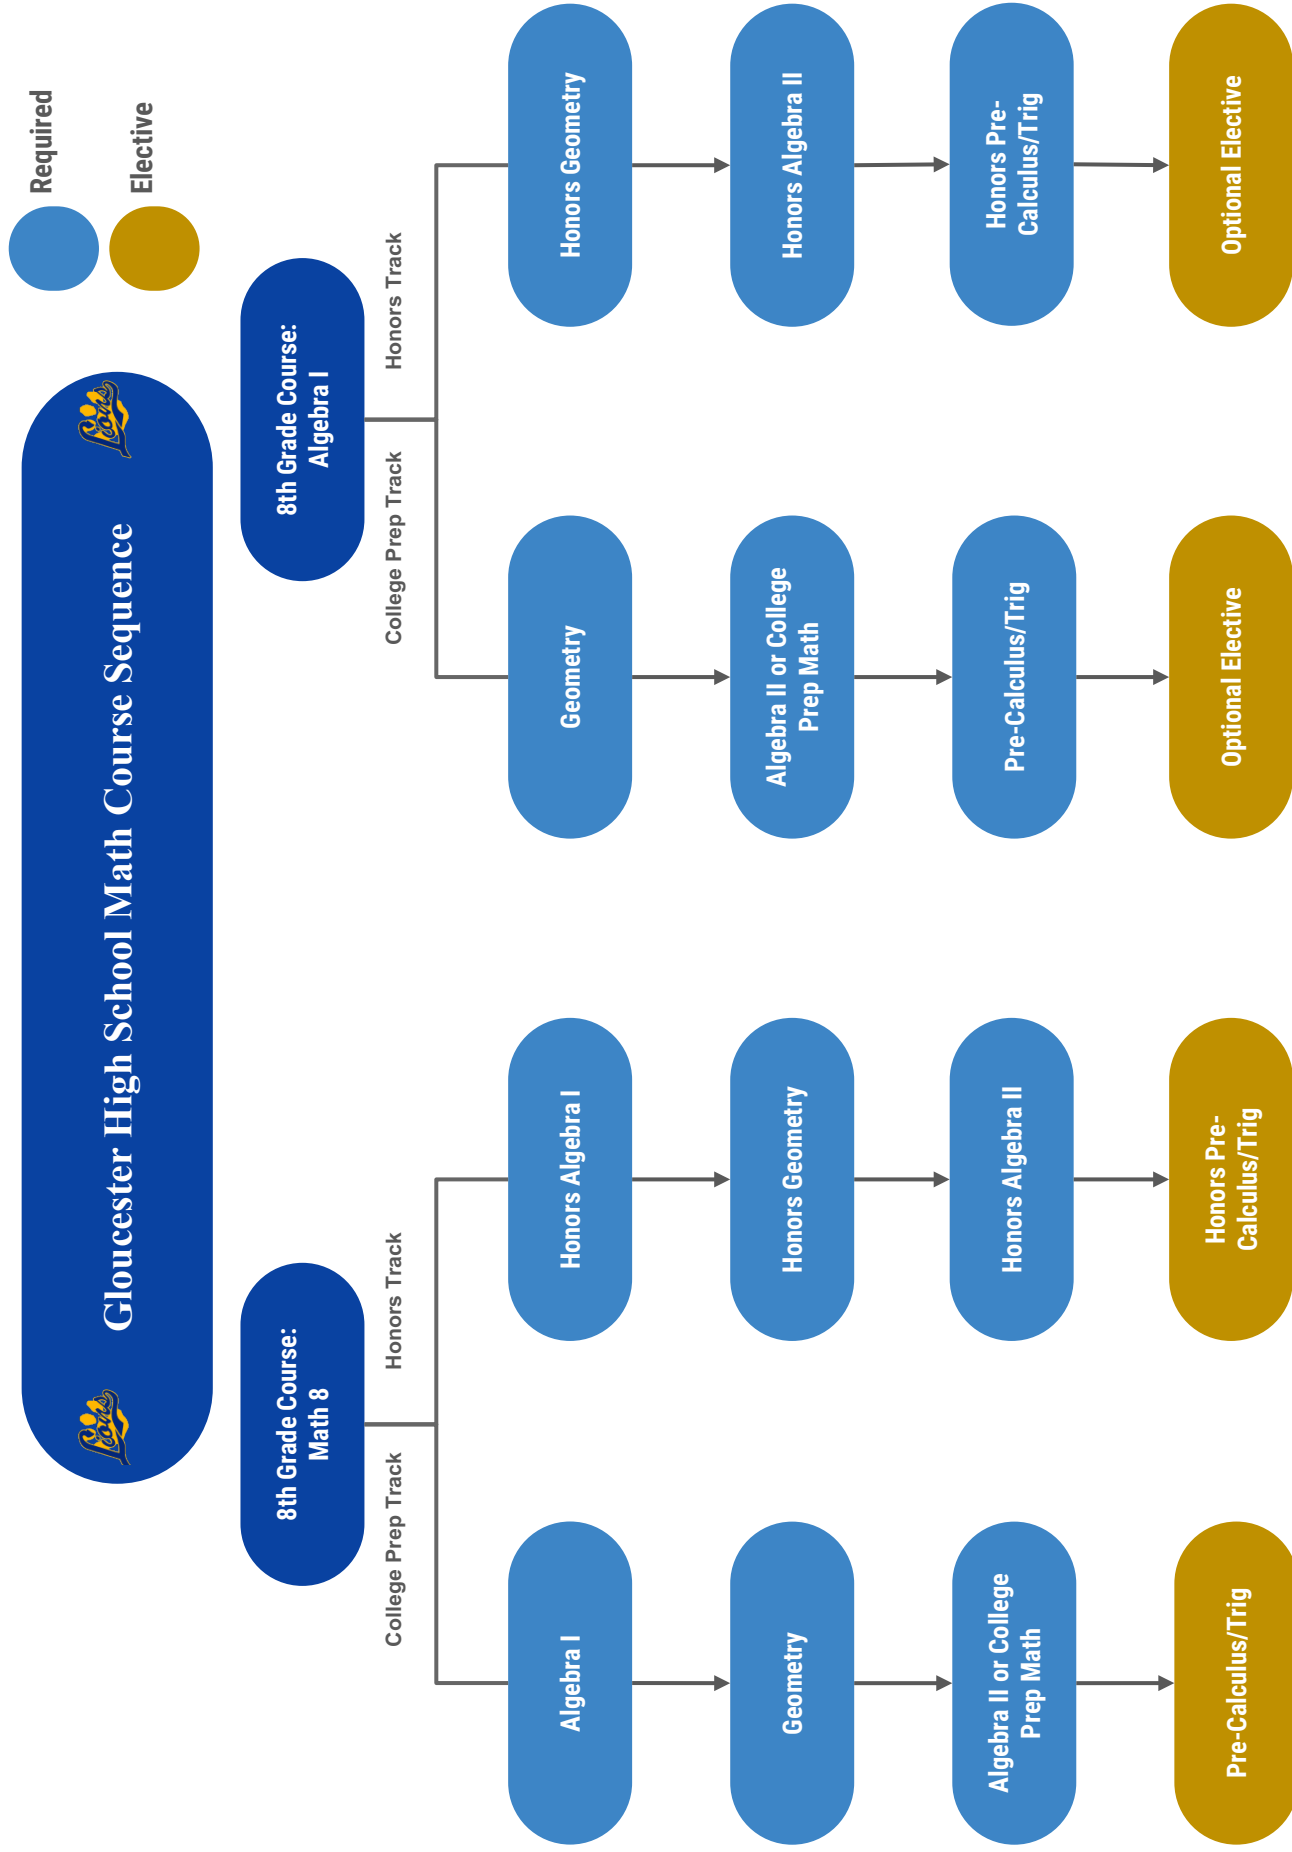 Gloucester High School Math Course Sequence
Lions
Lions
Required
Elective
8th Grade Course:
Math 8
College Prep Track
Honors Track
Algebra I
Geometry
Algebra II or College
Prep Math
Pre-Calculus/Trig
Honors Algebra I
Honors Geometry
Honors Algebra II
Honors Pre-
Calculus/Trig
8th Grade Course:
Algebra I
College Prep Track
Honors Track
Geometry
Algebra II or College
Prep Math
Pre-Calculus/Trig
Optional Elective
Honors Geometry
Honors Algebra II
Honors Pre-
Calculus/Trig
Optional Elective